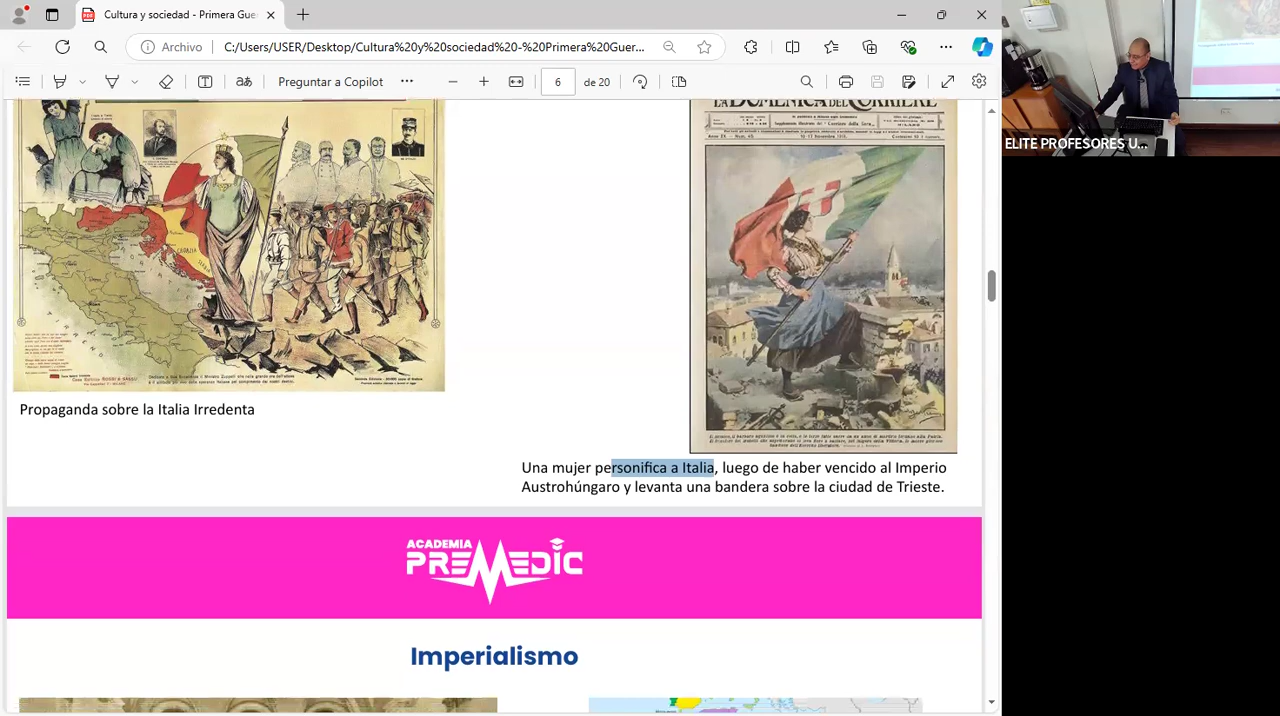 Cultura y sociedad - Primera Gue
Archivo
C:/Users/USER/Desktop/Cultura%20y%20sociedad%20-%20Primera%20Guer...
Preguntar a Copilot
6
de 20
ELITE PROFESORES U...
LA DOMENICA DEL CORRIERE
Propaganda sobre la Italia Irredenta
Una mujer personifica a Italia, luego de haber vencido al Imperio
Austrohúngaro y levanta una bandera sobre la ciudad de Trieste.
ACADEMIA
PREMEDIC
Imperialismo